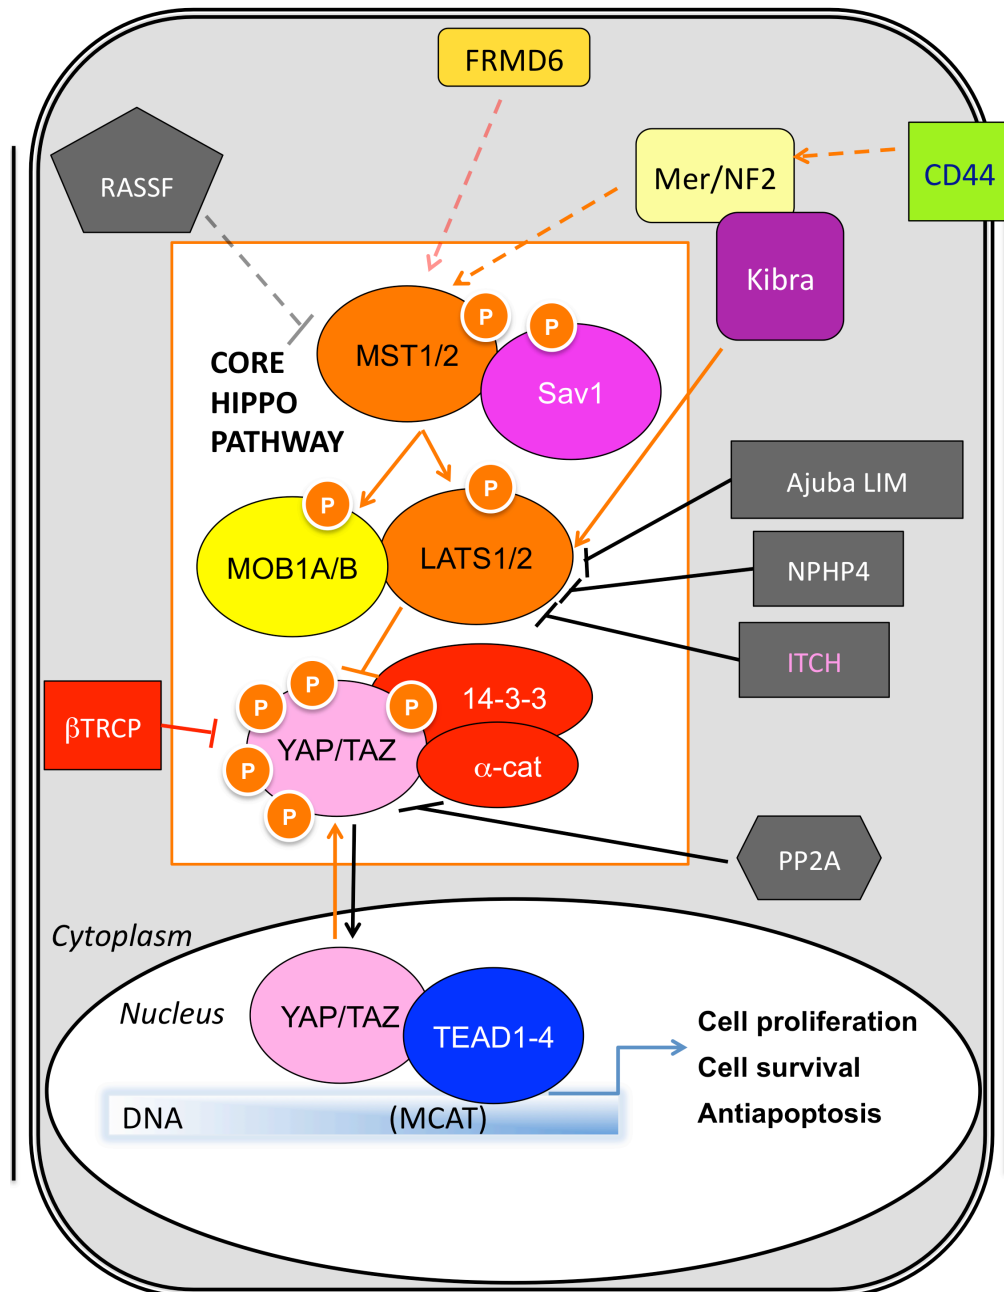 FRMD6
RASSF
Mer/NF2
CD44
Kibra
P
P
MST1/2
Sav1
CORE
HIPPO
PATHWAY
Ajuba LIM
P
P
MOB1A/B
LATS1/2
NPHP4
ITCH
P
P
P
14-3-3
βTRCP
YAP/TAZ
α-cat
P
P
PP2A
Cytoplasm
Nucleus
YAP/TAZ
TEAD1-4
Cell proliferation
Cell survival
Antiapoptosis
DNA
(MCAT)